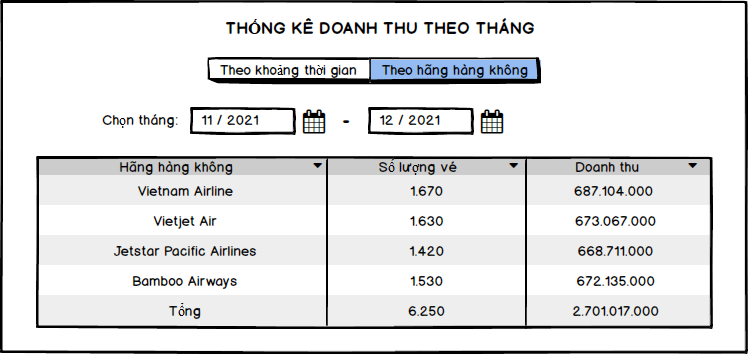 THỐNG KÊ DOANH THU THEO THÁNG
Theo khoảng thời gian Theo hãng hàng không
Chọn tháng: 11 / 2021 - 12 / 2021
Hãng hàng không Số lượng vé Doanh thu
Vietnam Airline 1.670 687.104.000
Vietjet Air 1.630 673.067.000
Jetstar Pacific Airlines 1.420 668.711.000
Bamboo Airways 1.530 672.135.000
Tổng 6.250 2.701.017.000